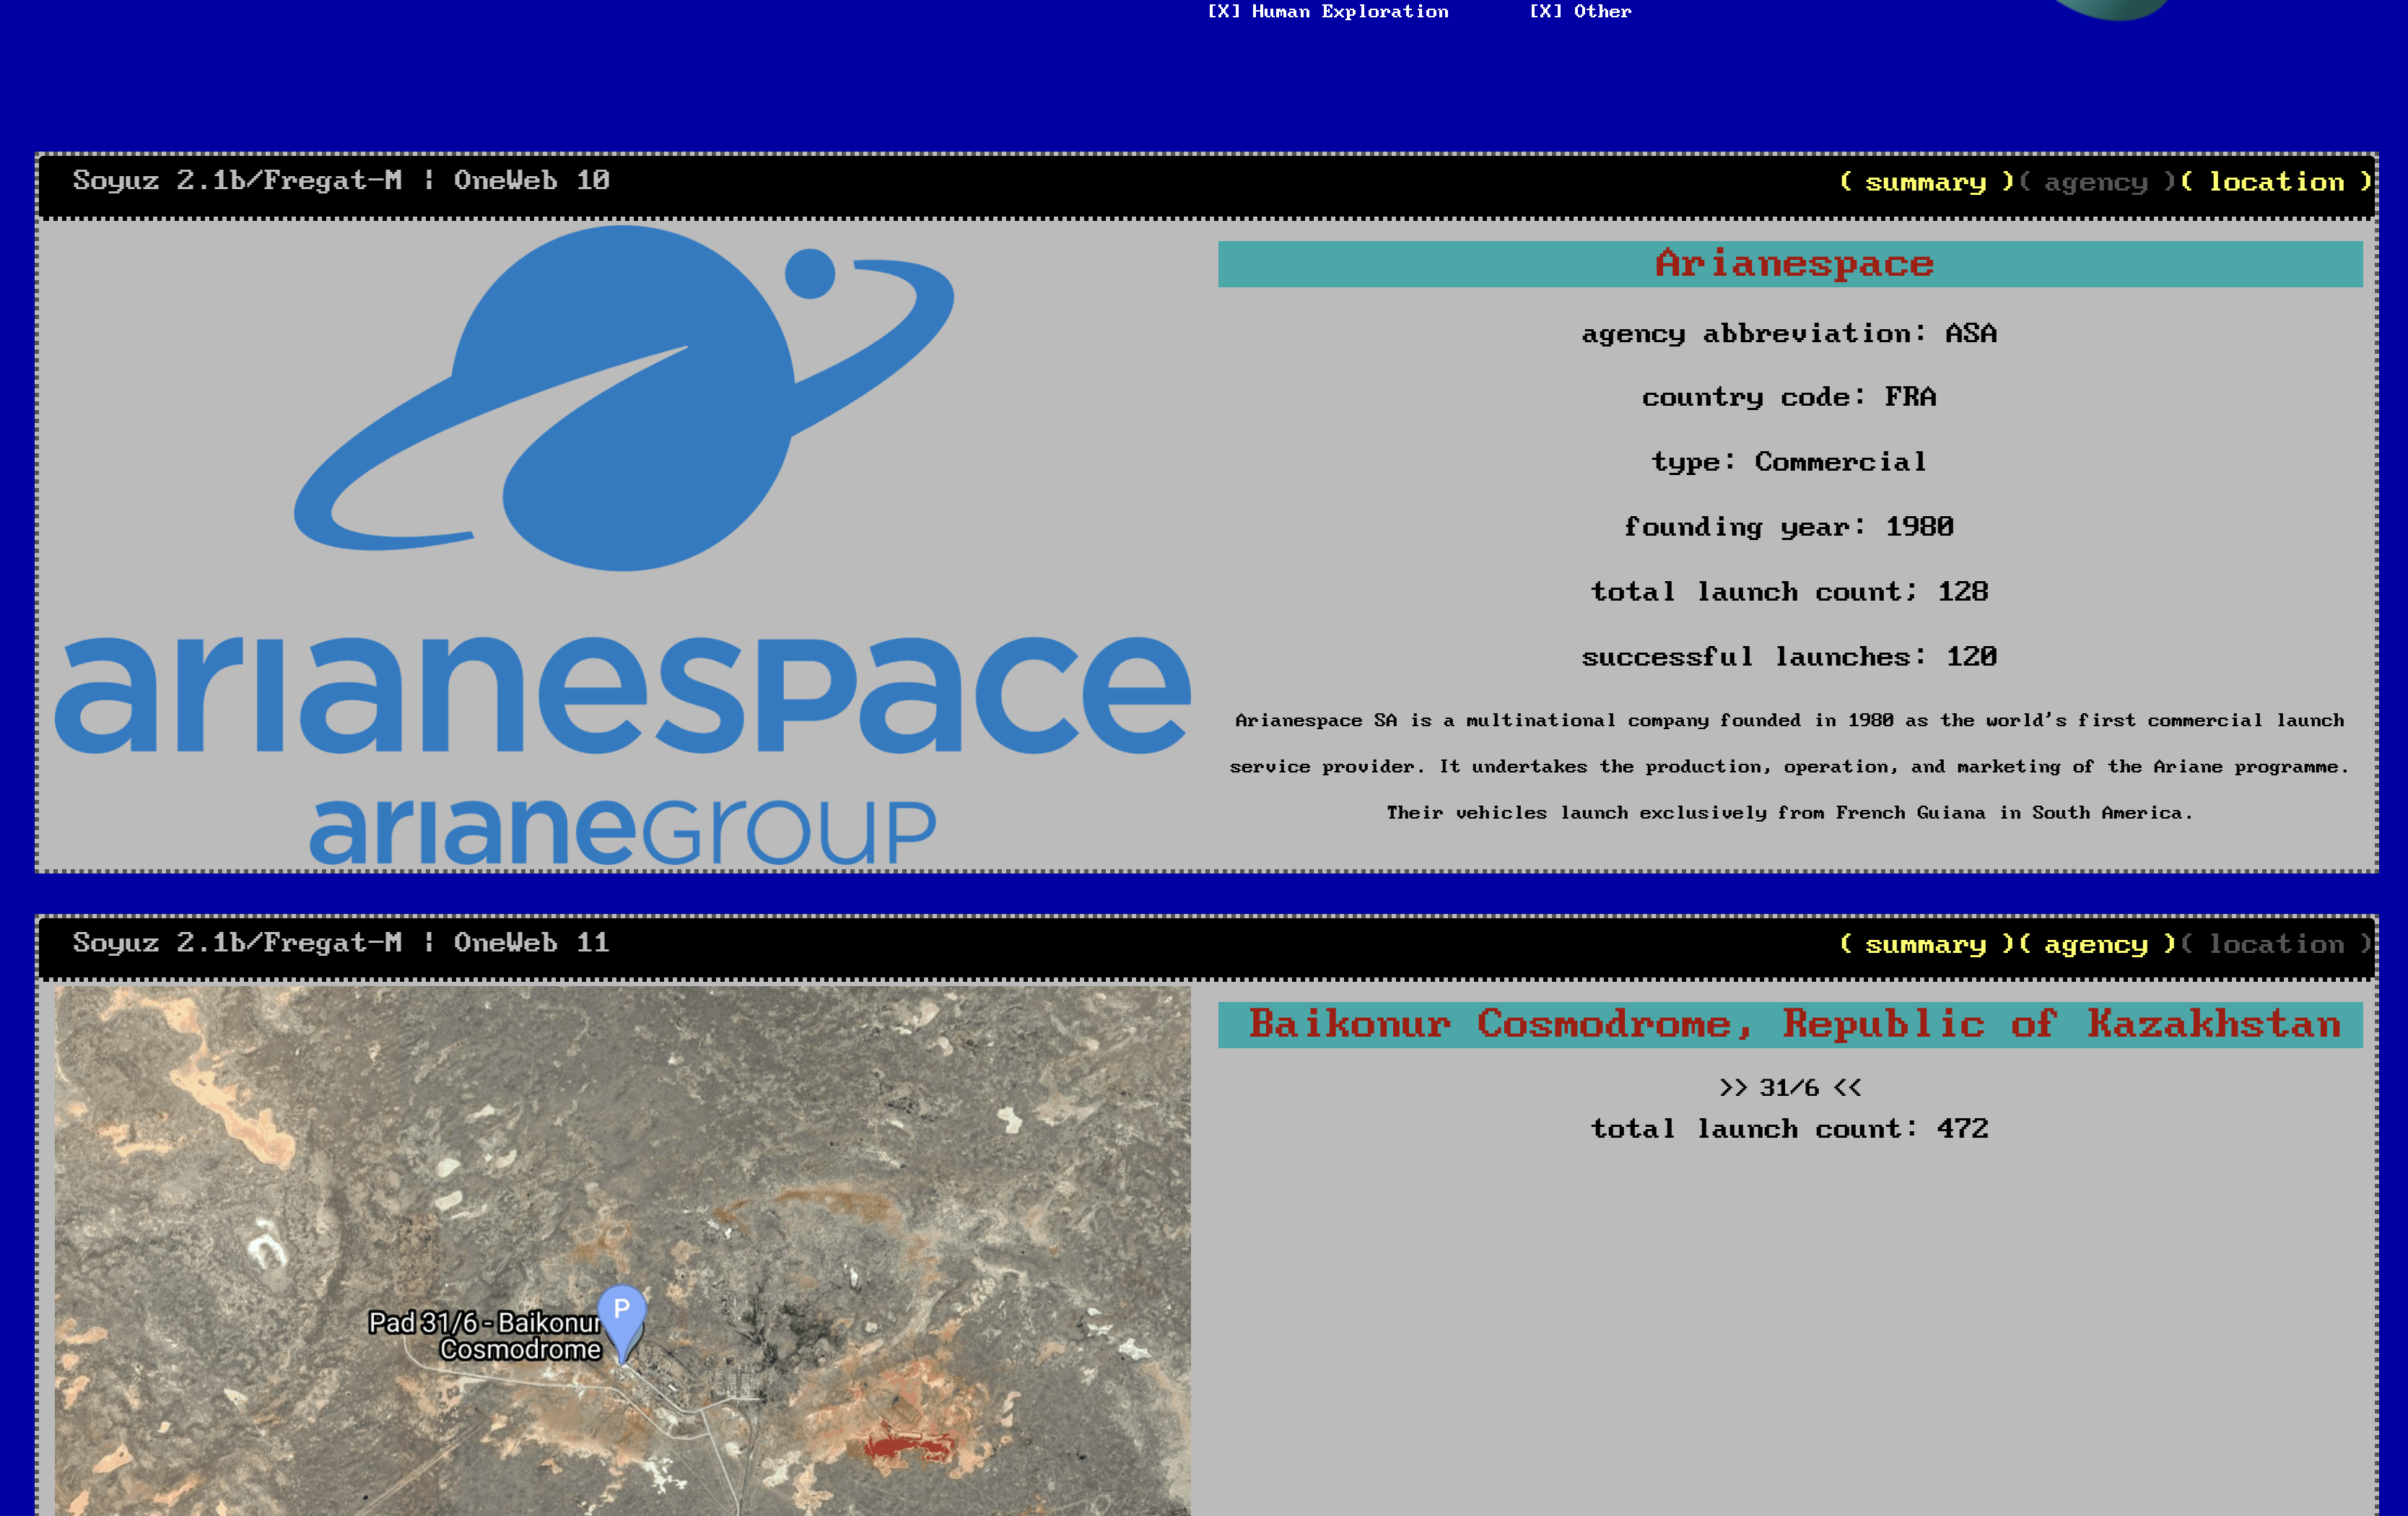 [X] Human Exploration [X] Other
Soyuz 2.1b/Fregat-M | OneWeb 10 ( summary )( agency )( location )
arianespace
arianegroup
Arianespace
agency abbreviation: ASA
country code: FRA
type: Commercial
founding year: 1980
total launch count; 128
successful launches: 120
Arianespace SA is a multinational company founded in 1980 as the world's first commercial launch
service provider. It undertakes the production, operation, and marketing of the Ariane programme.
Their vehicles launch exclusively from French Guiana in South America.
Soyuz 2.1b/Fregat-M | OneWeb 11 ( summary )( agency )( location )
P
Pad 31/6 - Baikonur
Cosmodrome
Baikonur Cosmodrome, Republic of Kazakhstan
>> 31/6 <<
total launch count: 472